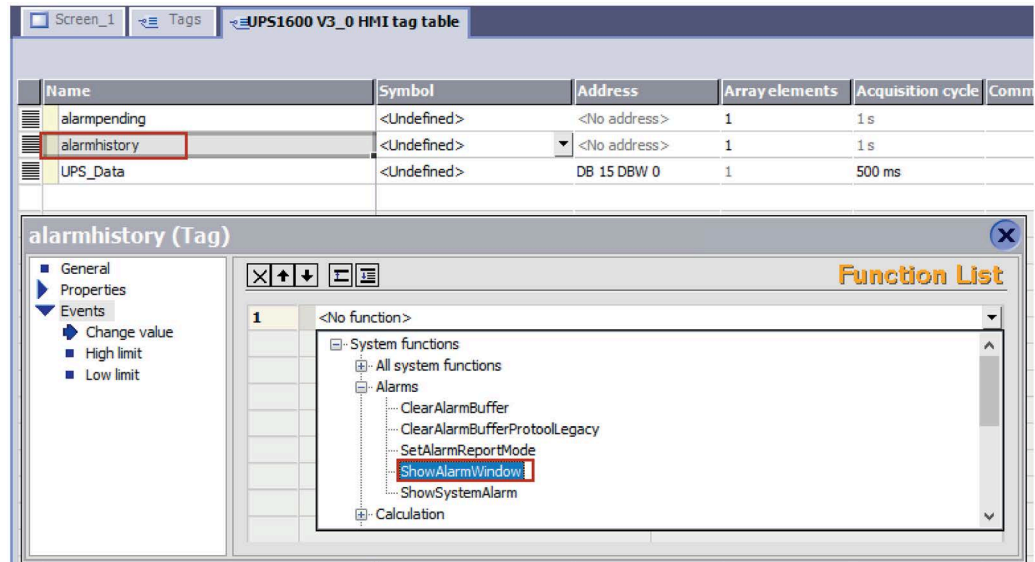 Screen_1 Tags UPS1600 V3_0 HMI tag table
Name Symbol Address Array elements Acquisition cycle Comm
alarmpending <Undefined> <No address> 1 1 s
alarmhistory <Undefined> <No address> 1 1 s
UPS_Data <Undefined> DB 15 DBW 0 1 500 ms
alarmhistory (Tag)
General
Properties
Events
Change value
High limit
Low limit
Function List
1 <No function>
System functions
All system functions
Alarms
ClearAlarmBuffer
ClearAlarmBufferProtoolLegacy
SetAlarmReportMode
ShowAlarmWindow
ShowSystemAlarm
Calculation